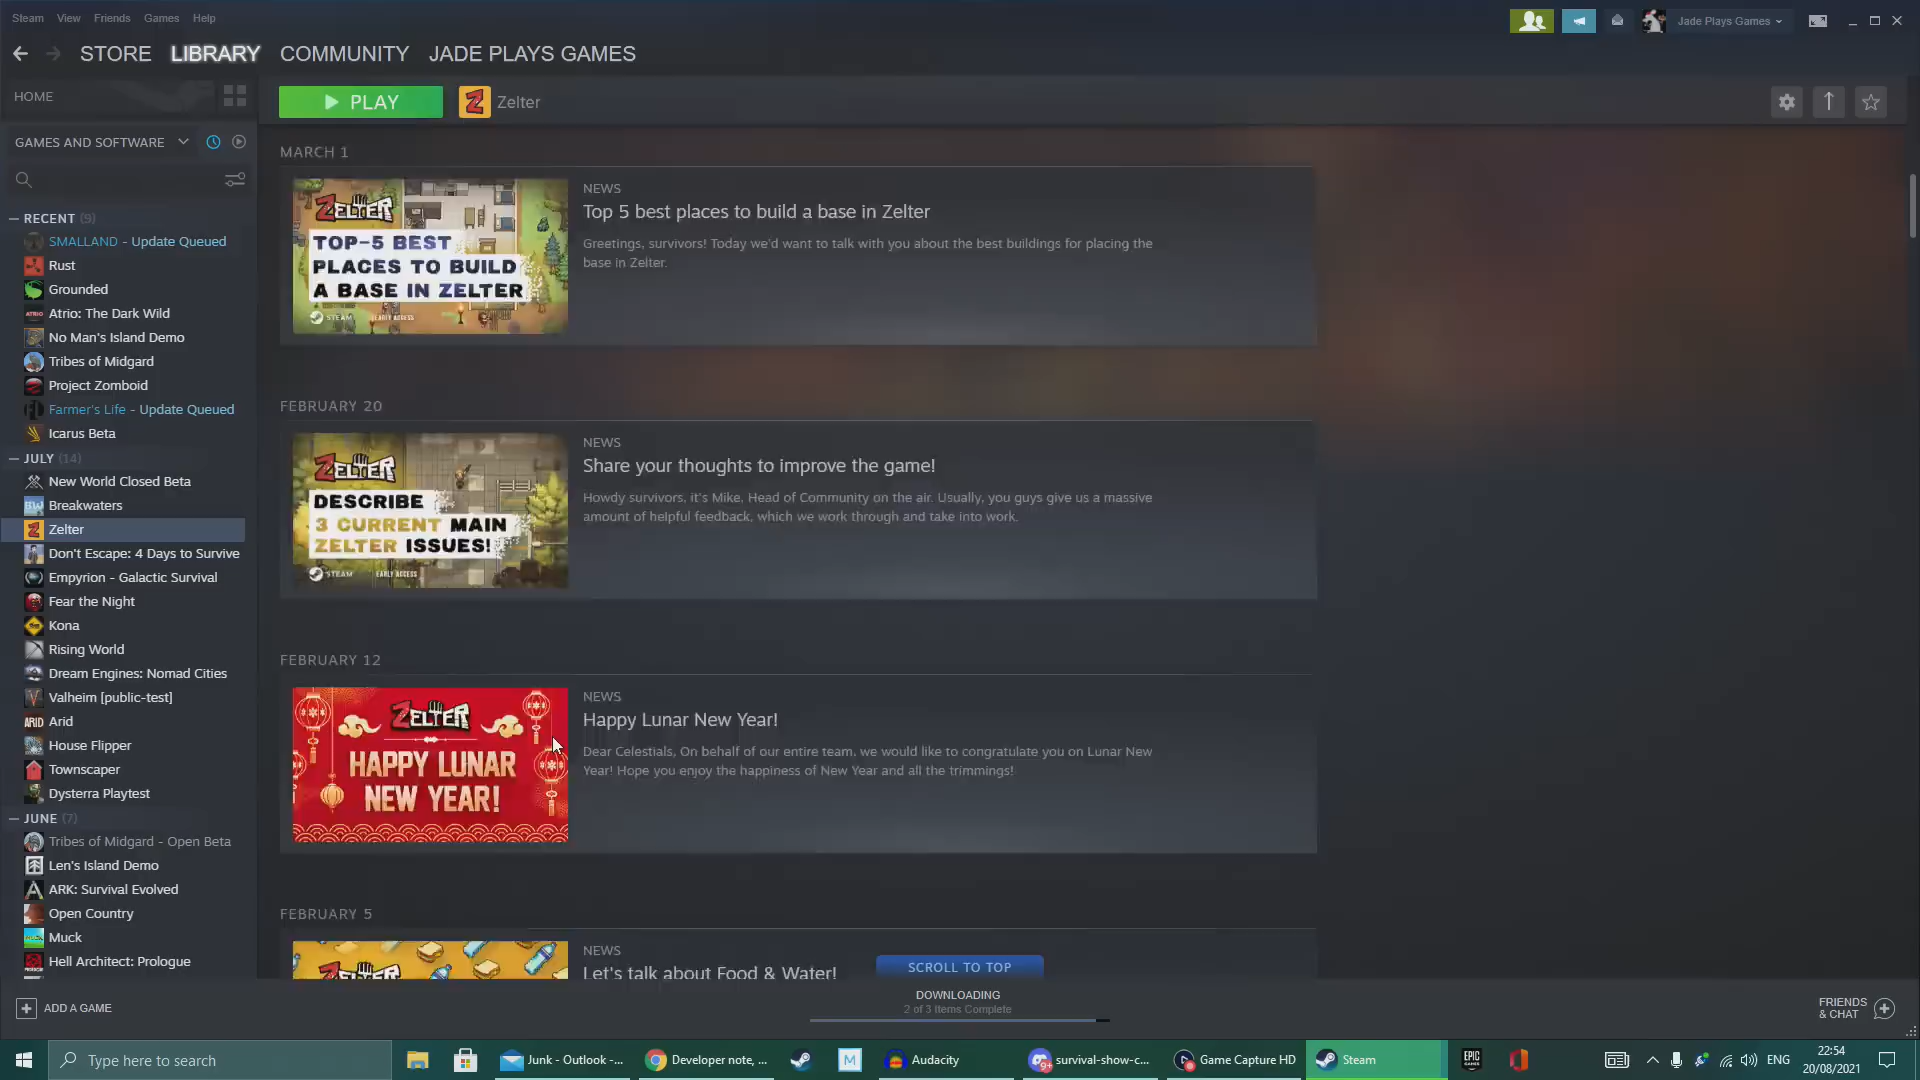 Steam View Friends Games Help
Jade Plays Games
STORE LIBRARY COMMUNITY JADE PLAYS GAMES
HOME
PLAY
Zelter
GAMES AND SOFTWARE
RECENT (9)
SMALLAND - Update Queued
Rust
Grounded
Atrio: The Dark Wild
No Man's Island Demo
Tribes of Midgard
Project Zomboid
Farmer's Life - Update Queued
Icarus Beta
JULY (14)
New World Closed Beta
Breakwaters
Zelter
Don't Escape: 4 Days to Survive
Empyrion - Galactic Survival
Fear the Night
Kona
Rising World
Dream Engines: Nomad Cities
Valheim [public-test]
ARID Arid
House Flipper
Townscaper
Dysterra Playtest
JUNE (7)
Tribes of Midgard - Open Beta
Len's Island Demo
ARK: Survival Evolved
Open Country
Muck
Hell Architect: Prologue
ADD A GAME
MARCH 1
ZELTER
TOP-5 BEST
PLACES TO BUILD
A BASE IN ZELTER
STEAM EARLY ACCESS
NEWS
Top 5 best places to build a base in Zelter
Greetings, survivors! Today we'd want to talk with you about the best buildings for placing the
base in Zelter.
FEBRUARY 20
ZELTER
DESCRIBE
3 CURRENT MAIN
ZELTER ISSUES!
STEAM EARLY ACCESS
NEWS
Share your thoughts to improve the game!
Howdy survivors, it's Mike, Head of Community on the air. Usually, you guys give us a massive
amount of helpful feedback, which we work through and take into work.
FEBRUARY 12
ZELTER
HAPPY LUNAR
NEW YEAR!
NEWS
Happy Lunar New Year!
Dear Celestials, On behalf of our entire team, we would like to congratulate you on Lunar New
Year! Hope you enjoy the happiness of New Year and all the trimmings!
FEBRUARY 5
ZELTER
NEWS
Let's talk about Food & Water!
SCROLL TO TOP
DOWNLOADING
2 of 3 Items Complete
FRIENDS
& CHAT
Type here to search
Junk - Outlook -...
Developer note, ...
M
Audacity
9+
survival-show-c...
Game Capture HD
Steam
EPIC
GAMES
ENG
22:54
20/08/2021